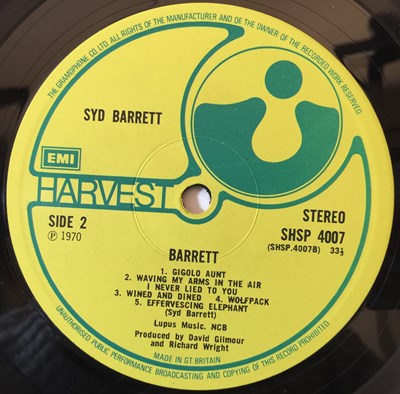 THE GRAMOPHONE CO. LTD. ALL RIGHTS OF THE MANUFACTURER AND OF THE OWNER OF THE RECORDED WORK RESERVED.
SYD BARRETT
EMI
HARVEST
SIDE 2
℗ 1970
STEREO
SHSP 4007
(SHSP.4007B) 33⅓
BARRETT
1. GIGOLO AUNT
2. WAVING MY ARMS IN THE AIR
I NEVER LIED TO YOU
3. WINED AND DINED 4. WOLFPACK
5. EFFERVESCING ELEPHANT
(Syd Barrett)
Lupus Music. NCB
Produced by David Gilmour
and Richard Wright
MADE IN GT. BRITAIN
UNAUTHORISED PUBLIC PERFORMANCE BROADCASTING AND COPYING OF THIS RECORD PROHIBITED.